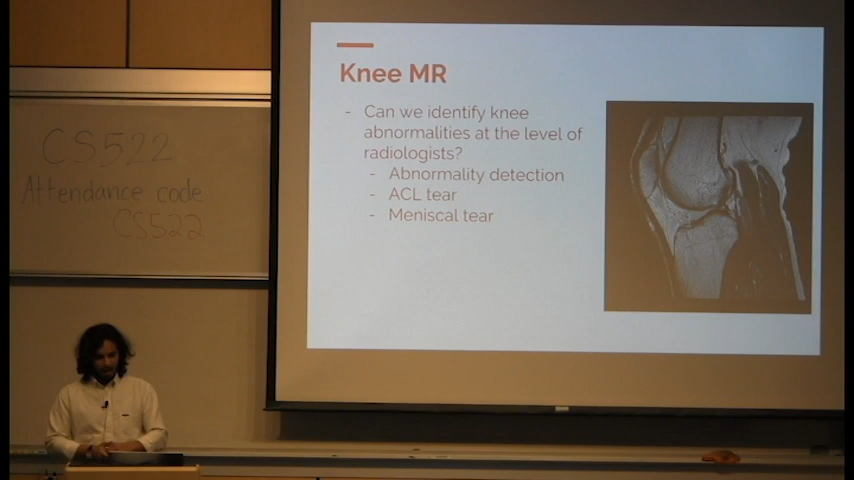 CS522
Attendance code
CS522
Knee MR
- Can we identify knee
abnormalities at the level of
radiologists?
- Abnormality detection
- ACL tear
- Meniscal tear